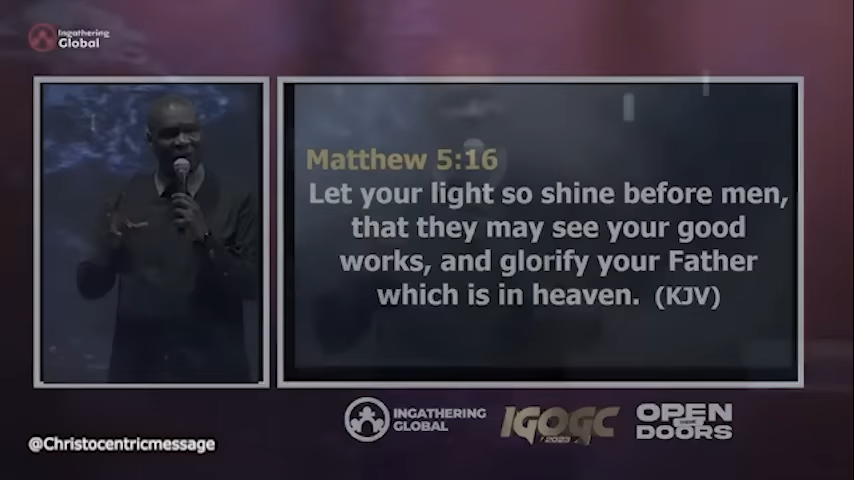 Ingathering
Global
Matthew 5:16
Let your light so shine before men,
that they may see your good
works, and glorify your Father
which is in heaven. (KJV)
INGATHERING
GLOBAL
IGOGC
2023
OPEN
DOORS
@Christocentricmessage